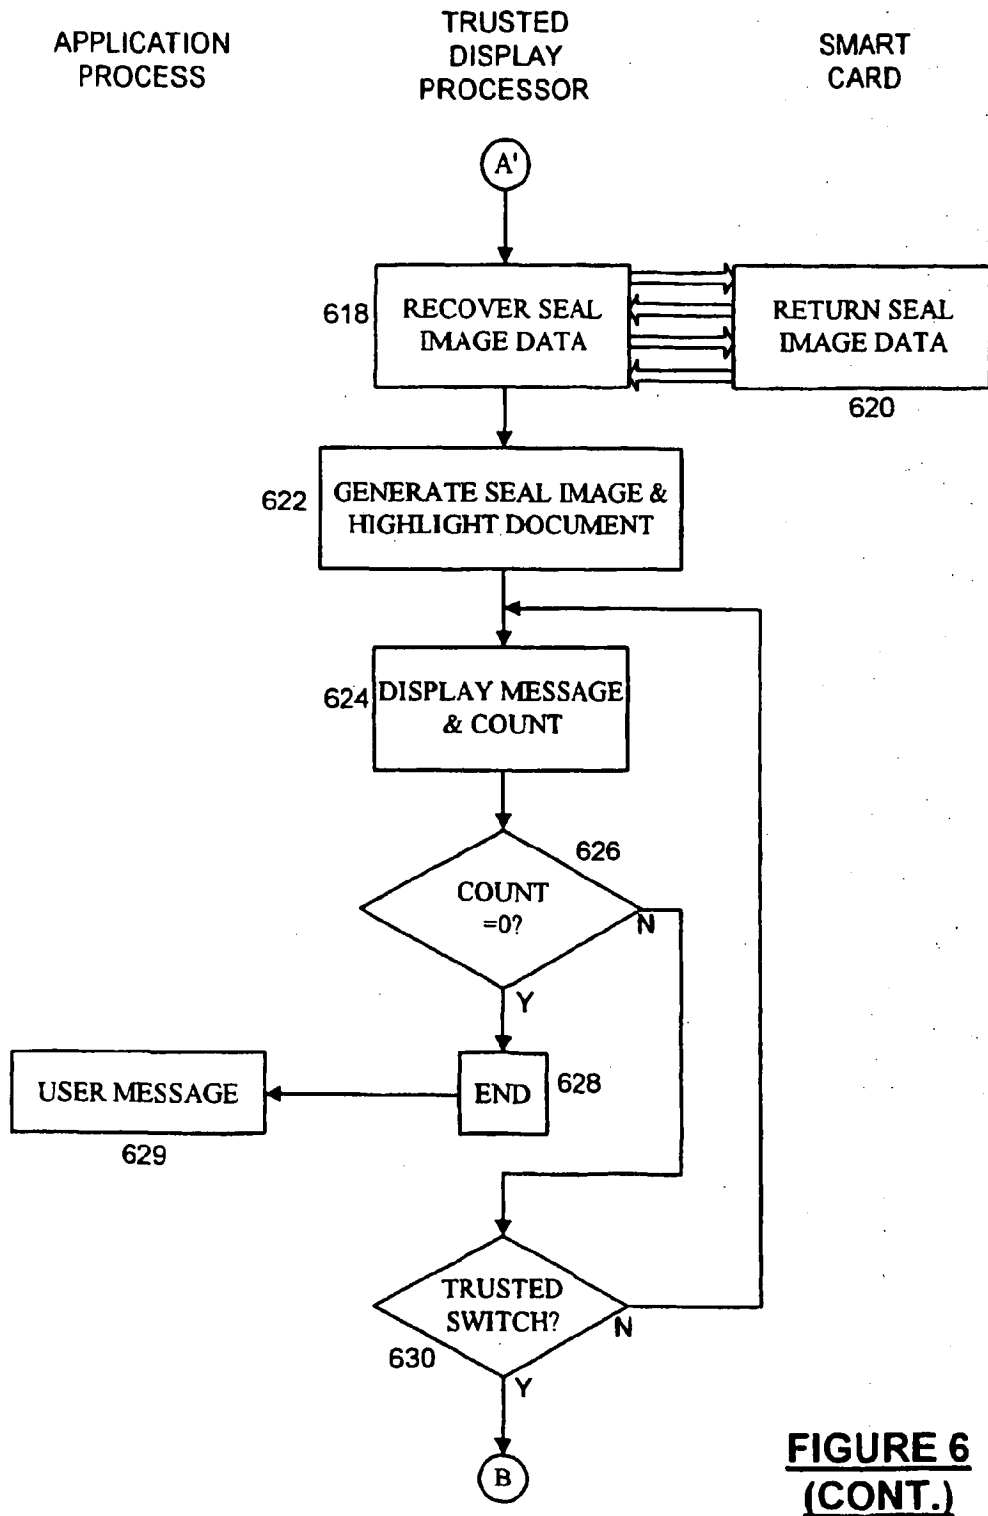 APPLICATION
PROCESS
TRUSTED
DISPLAY
PROCESSOR
SMART
CARD
A'
618
RECOVER SEAL
IMAGE DATA
RETURN SEAL
IMAGE DATA
620
622
GENERATE SEAL IMAGE &
HIGHLIGHT DOCUMENT
624
DISPLAY MESSAGE
& COUNT
626
COUNT
=0?
N
Y
USER MESSAGE
629
END
628
TRUSTED
SWITCH?
N
630
Y
B
FIGURE 6
(CONT.)